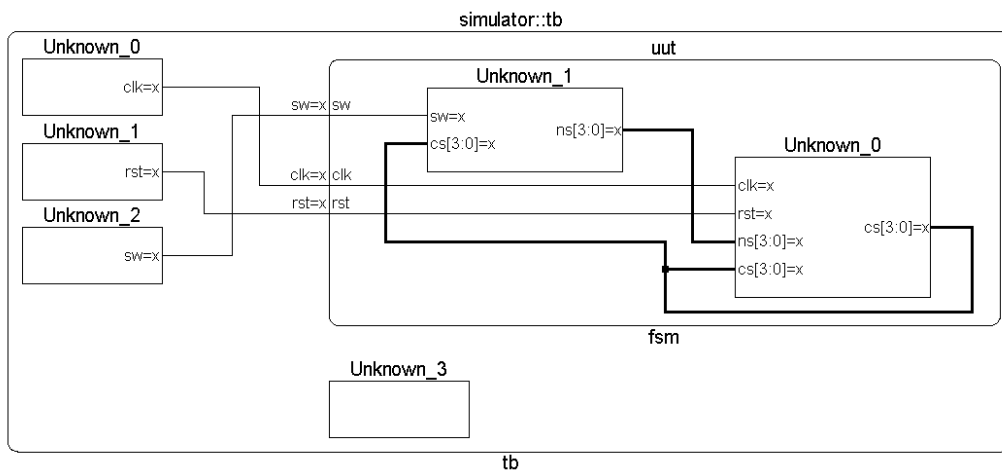 simulator::tb
Unknown_0
clk=x
Unknown_1
rst=x
Unknown_2
sw=x
uut
sw=x sw
clk=x clk
rst=x rst
Unknown_1
sw=x
cs[3:0]=x
ns[3:0]=x
Unknown_0
clk=x
rst=x
ns[3:0]=x
cs[3:0]=x
cs[3:0]=x
fsm
Unknown_3
tb